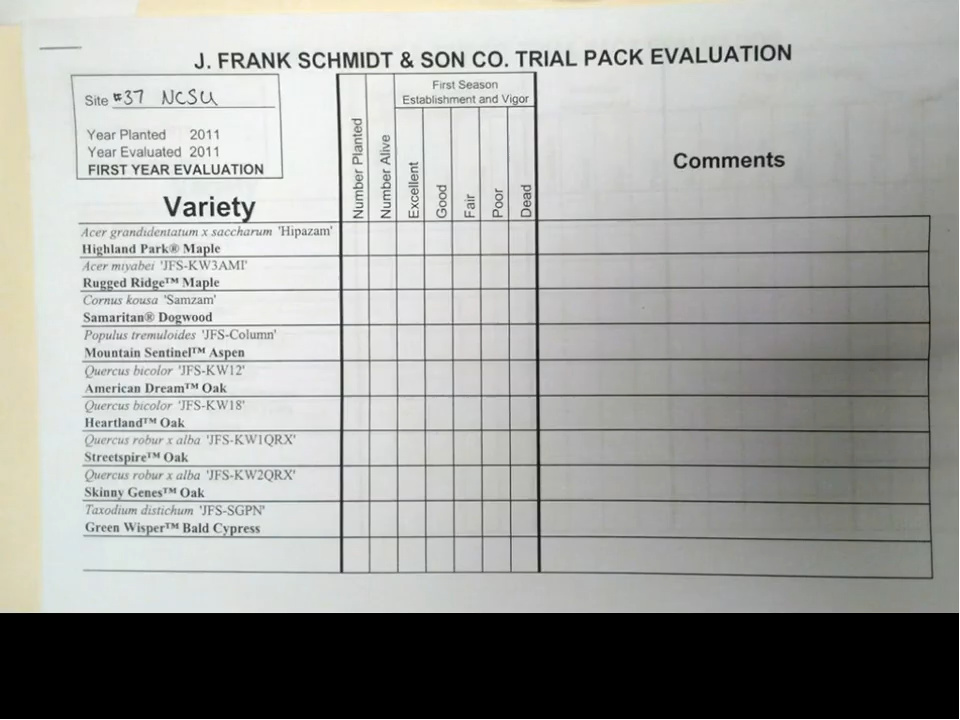 J. FRANK SCHMIDT & SON CO. TRIAL PACK EVALUATION
Site #37 NCSU
Year Planted 2011
Year Evaluated 2011
FIRST YEAR EVALUATION
Variety
Number Planted
Number Alive
First Season
Establishment and Vigor
Excellent
Good
Fair
Poor
Dead
Comments
Acer grandidentatum x saccharum 'Hipazam'
Highland Park® Maple
Acer miyabei 'JFS-KW3AMI'
Rugged Ridge™ Maple
Cornus kousa 'Samzam'
Samaritan® Dogwood
Populus tremuloides 'JFS-Column'
Mountain Sentinel™ Aspen
Quercus bicolor 'JFS-KW12'
American Dream™ Oak
Quercus bicolor 'JFS-KW18'
Heartland™ Oak
Quercus robur x alba 'JFS-KW1QRX'
Streetspire™ Oak
Quercus robur x alba 'JFS-KW2QRX'
Skinny Genes™ Oak
Taxodium distichum 'JFS-SGPN'
Green Wisper™ Bald Cypress